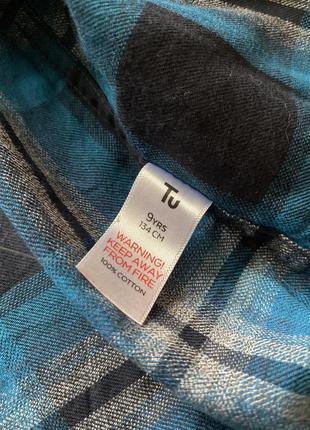 Tu
9YRS
134 CM
WARNING!
KEEP AWAY
FROM FIRE
100% COTTON